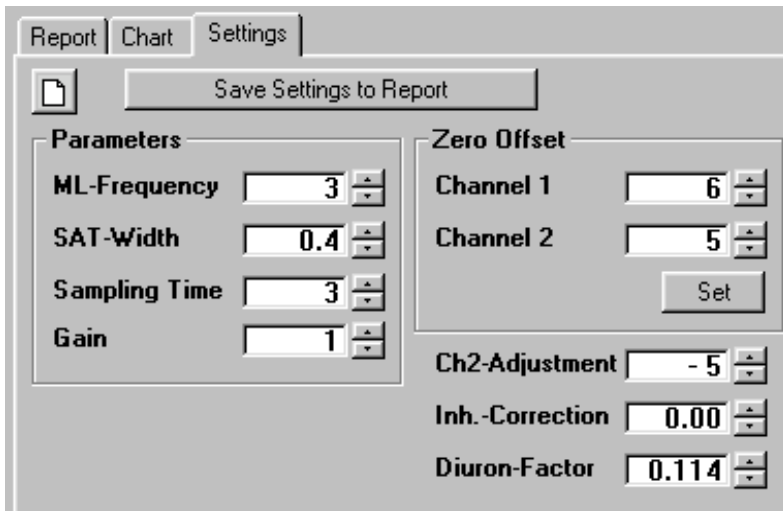 Report Chart Settings
Save Settings to Report
Parameters
ML-Frequency 3
SAT-Width 0.4
Sampling Time 3
Gain 1
Zero Offset
Channel 1 6
Channel 2 5
Set
Ch2-Adjustment - 5
Inh.-Correction 0.00
Diuron-Factor 0.114